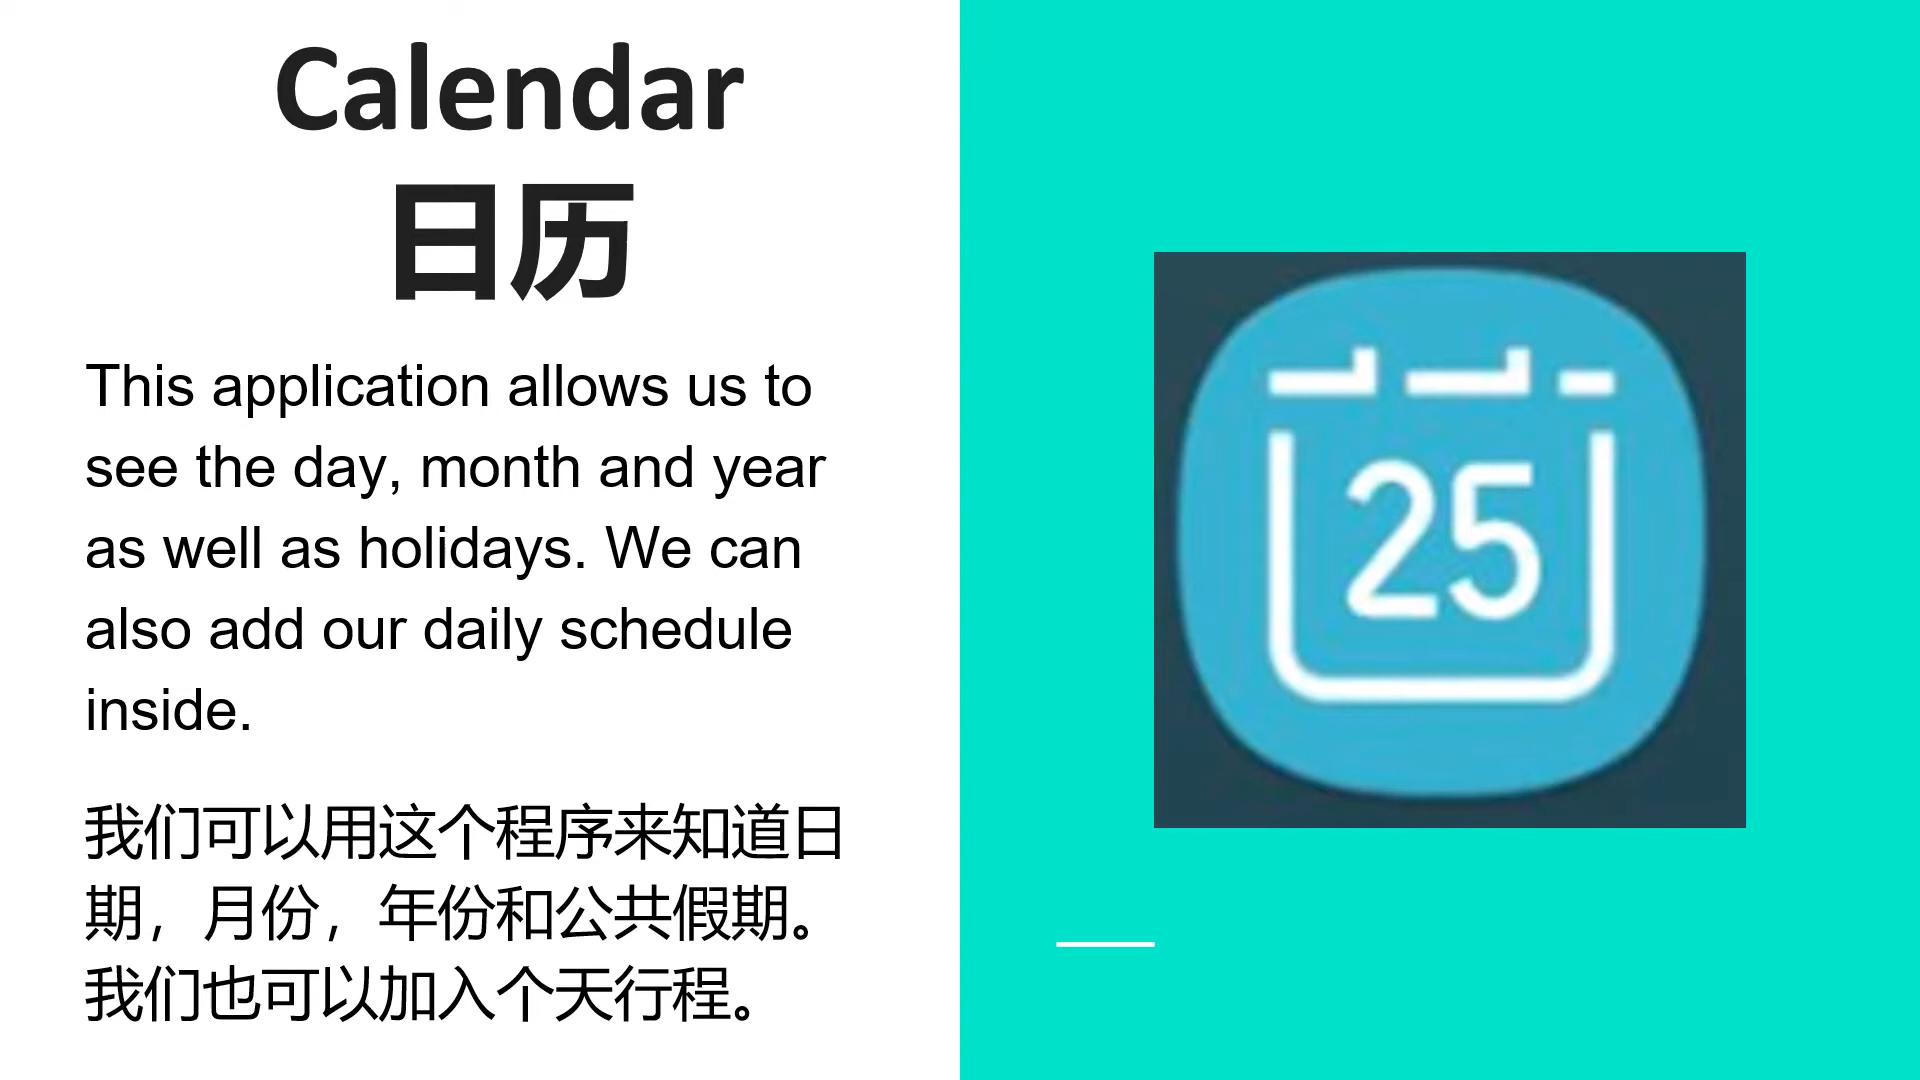 Calendar
日历
This application allows us to
see the day, month and year
as well as holidays. We can
also add our daily schedule
inside.
我们可以用这个程序来知道日
期，月份，年份和公共假期。
我们也可以加入个天行程。
25